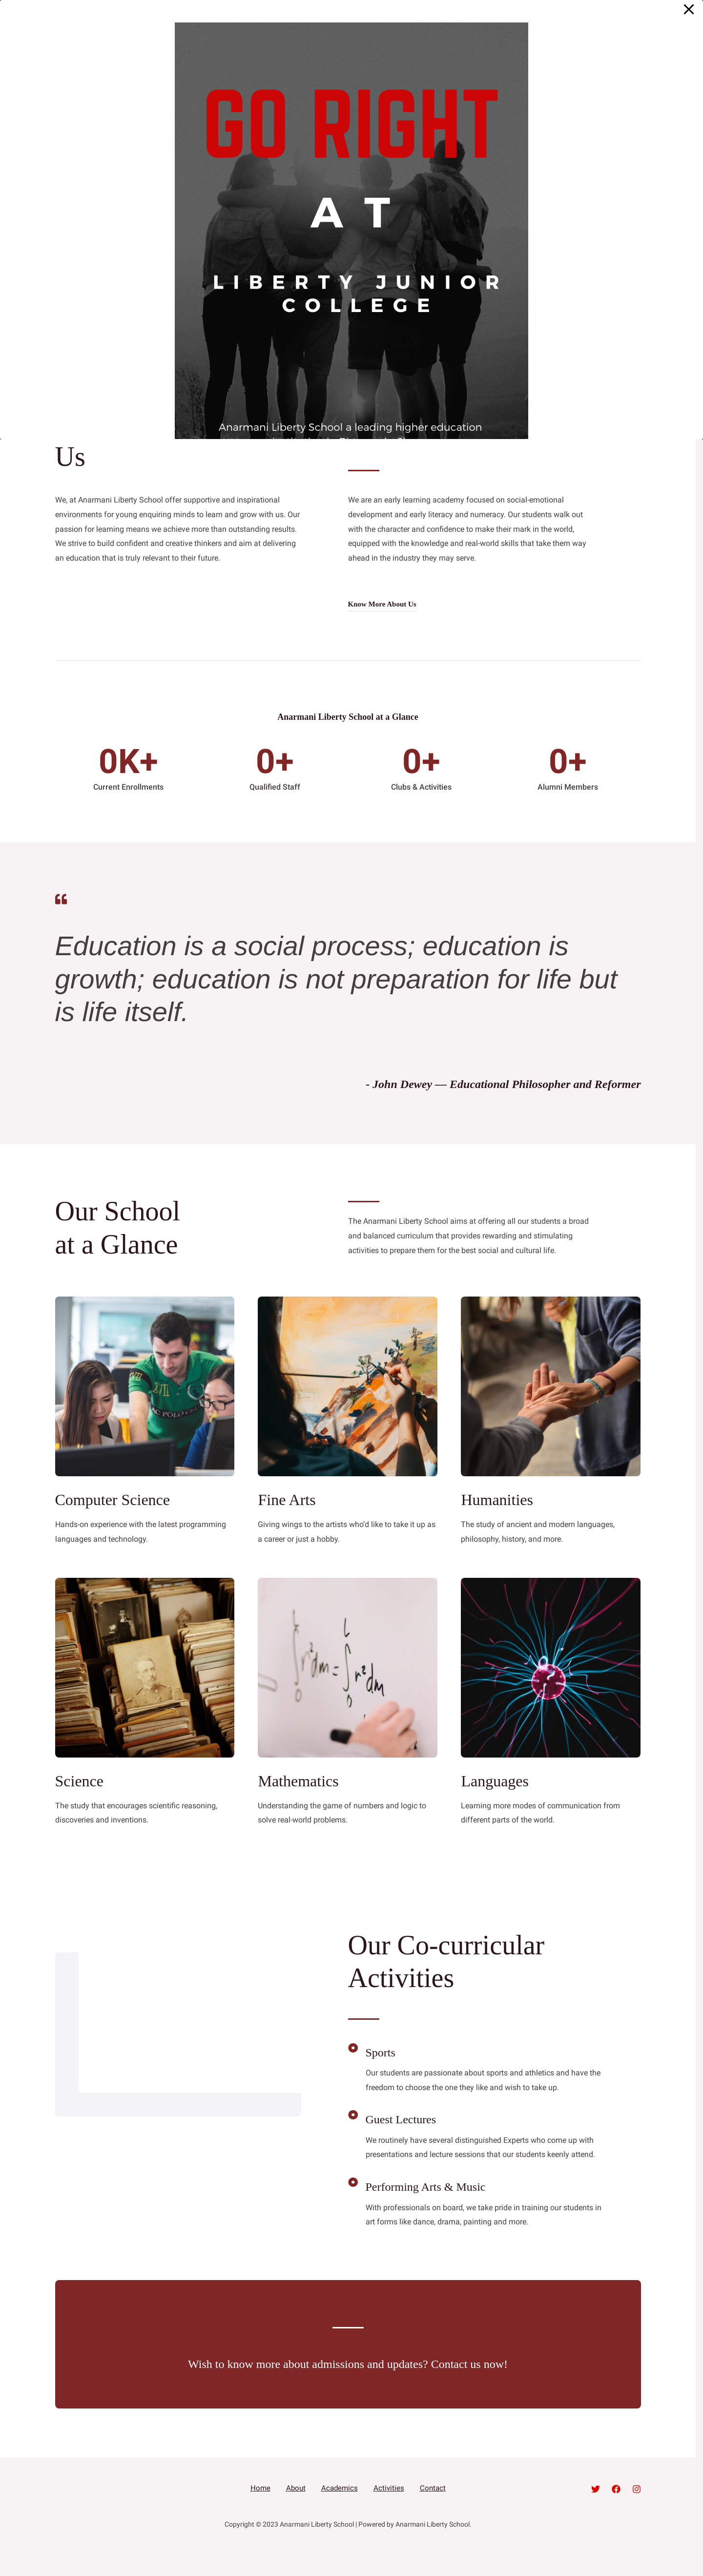 GO RIGHT
AT
LIBERTY JUNIOR
COLLEGE
Anarmani Liberty School a leading higher education
Us
We, at Anarmani Liberty School offer supportive and inspirational
environments for young enquiring minds to learn and grow with us. Our
passion for learning means we achieve more than outstanding results.
We strive to build confident and creative thinkers and aim at delivering
an education that is truly relevant to their future.
We are an early learning academy focused on social-emotional
development and early literacy and numeracy. Our students walk out
with the character and confidence to make their mark in the world,
equipped with the knowledge and real-world skills that take them way
ahead in the industry they may serve.
Know More About Us
Anarmani Liberty School at a Glance
0K+
Current Enrollments
0+
Qualified Staff
0+
Clubs & Activities
0+
Alumni Members
Education is a social process; education is
growth; education is not preparation for life but
is life itself.
- John Dewey — Educational Philosopher and Reformer
Our School
at a Glance
The Anarmani Liberty School aims at offering all our students a broad
and balanced curriculum that provides rewarding and stimulating
activities to prepare them for the best social and cultural life.
Computer Science
Hands-on experience with the latest programming
languages and technology.
Fine Arts
Giving wings to the artists who'd like to take it up as
a career or just a hobby.
Humanities
The study of ancient and modern languages,
philosophy, history, and more.
Science
The study that encourages scientific reasoning,
discoveries and inventions.
Mathematics
Understanding the game of numbers and logic to
solve real-world problems.
Languages
Learning more modes of communication from
different parts of the world.
Our Co-curricular
Activities
Sports
Our students are passionate about sports and athletics and have the
freedom to choose the one they like and wish to take up.
Guest Lectures
We routinely have several distinguished Experts who come up with
presentations and lecture sessions that our students keenly attend.
Performing Arts & Music
With professionals on board, we take pride in training our students in
art forms like dance, drama, painting and more.
Wish to know more about admissions and updates? Contact us now!
Home About Academics Activities Contact
Copyright © 2023 Anarmani Liberty School | Powered by Anarmani Liberty School.